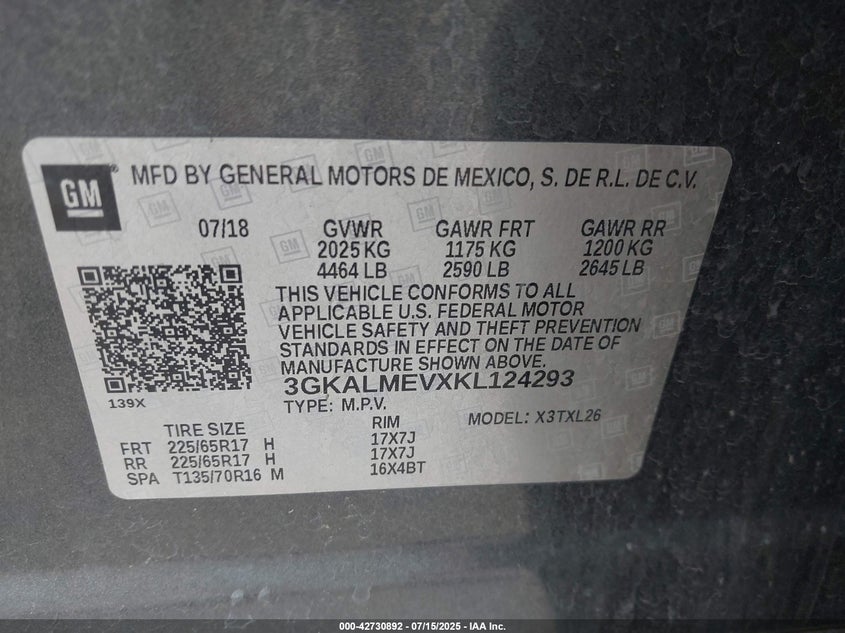 GM
MFD BY GENERAL MOTORS DE MEXICO, S. DE R.L. DE C.V.
07/18 GVWR GAWR FRT GAWR RR
2025 KG 1175 KG 1200 KG
4464 LB 2590 LB 2645 LB
THIS VEHICLE CONFORMS TO ALL
APPLICABLE U.S. FEDERAL MOTOR
VEHICLE SAFETY AND THEFT PREVENTION
STANDARDS IN EFFECT ON THE DATE OF
MANUFACTURE SHOWN ABOVE.
3GKALMEVXKL124293
139X
TYPE: M.P.V. MODEL: X3TXL26
TIRE SIZE RIM
FRT 225/65R17 H 17X7J
RR 225/65R17 H 17X7J
SPA T135/70R16 M 16X4BT
000-42730892 - 07/15/2025 - IAA Inc.